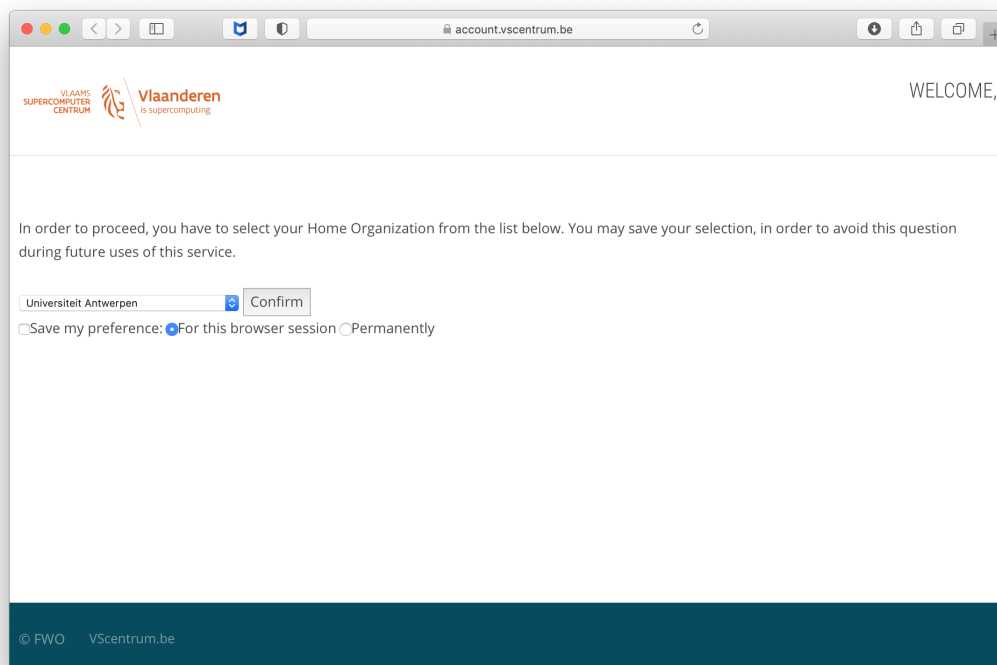 account.vscentrum.be
VLAAMS
SUPERCOMPUTER
CENTRUM
Vlaanderen
is supercomputing
WELCOME,
In order to proceed, you have to select your Home Organization from the list below. You may save your selection, in order to avoid this question
during future uses of this service.
Universiteit Antwerpen
Confirm
Save my preference: For this browser session Permanently
© FWO VScentrum.be